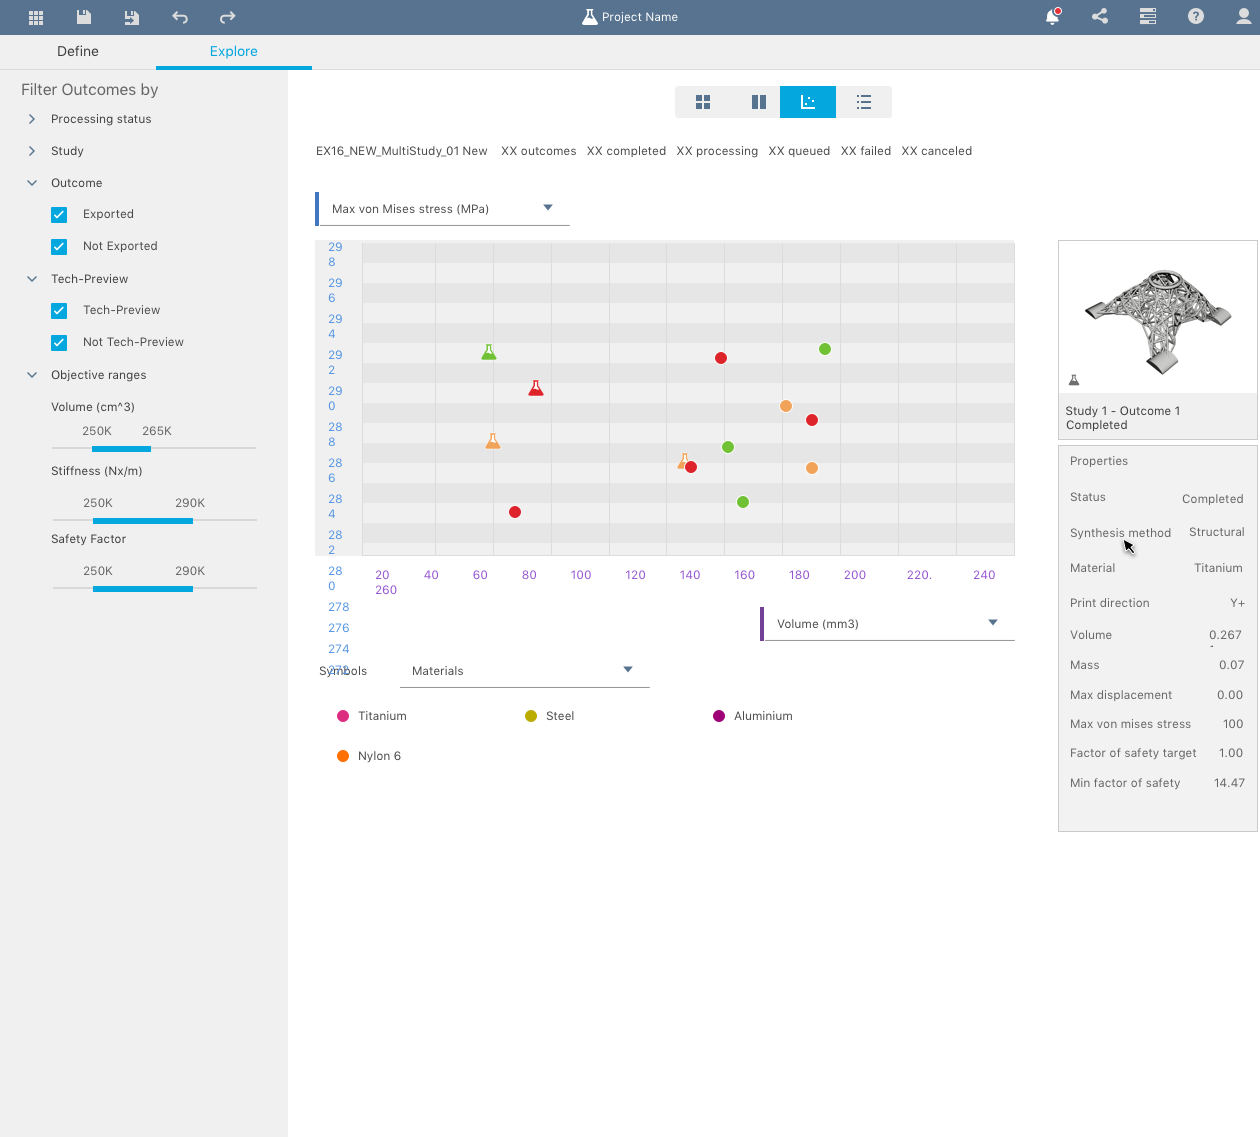 Project Name
Define
Explore
Filter Outcomes by
Processing status
Study
Outcome
Exported
Not Exported
Tech-Preview
Tech-Preview
Not Tech-Preview
Objective ranges
Volume (cm^3)
250K 265K
Stiffness (Nx/m)
250K 290K
Safety Factor
250K 290K
EX16_NEW_MultiStudy_01 New XX outcomes XX completed XX processing XX queued XX failed XX canceled
Max von Mises stress (MPa)
29
8
29
6
29
4
29
2
29
0
28
8
28
6
28
4
28
2
28
0
278
276
274
272
20 40 60 80 100 120 140 160 180 200 220. 240
260
Volume (mm3)
Symbols
Materials
Titanium
Steel
Aluminium
Nylon 6
Study 1 - Outcome 1
Completed
Properties
Status Completed
Synthesis method Structural
Material Titanium
Print direction Y+
Volume 0.267
Mass 0.07
Max displacement 0.00
Max von mises stress 100
Factor of safety target 1.00
Min factor of safety 14.47